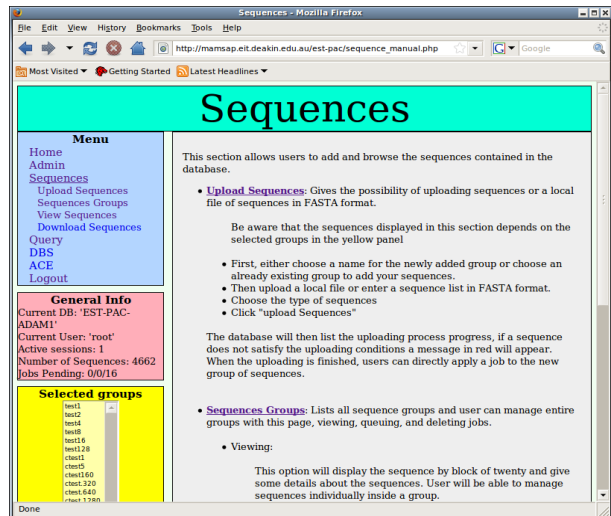 Sequences - Mozilla Firefox
File Edit View History Bookmarks Tools Help
http://mamsap.eit.deakin.edu.au/est-pac/sequence_manual.php
G Google
Most Visited Getting Started Latest Headlines
Sequences
Menu
Home
Admin
Sequences
Upload Sequences
Sequences Groups
View Sequences
Download Sequences
Query
DBS
ACE
Logout
General Info
Current DB: 'EST-PAC-
ADAM1'
Current User: 'root'
Active sessions: 1
Number of Sequences: 4662
Jobs Pending: 0/0/16
Selected groups
test1
test2
test4
test8
test16
test128
ctest1
ctest5
ctest160
ctest.320
ctest.640
ctest.1280
This section allows users to add and browse the sequences contained in the
database.
• Upload Sequences: Gives the possibility of uploading sequences or a local
file of sequences in FASTA format.
Be aware that the sequences displayed in this section depends on the
selected groups in the yellow panel
• First, either choose a name for the newly added group or choose an
already existing group to add your sequences.
• Then upload a local file or enter a sequence list in FASTA format.
• Choose the type of sequences
• Click "upload Sequences"
The database will then list the uploading process progress, if a sequence
does not satisfy the uploading conditions a message in red will appear.
When the uploading is finished, users can directly apply a job to the new
group of sequences.
• Sequences Groups: Lists all sequence groups and user can manage entire
groups with this page, viewing, queuing, and deleting jobs.
• Viewing:
This option will display the sequence by block of twenty and give
some details about the sequences. User will be able to manage
sequences individually inside a group.
Done